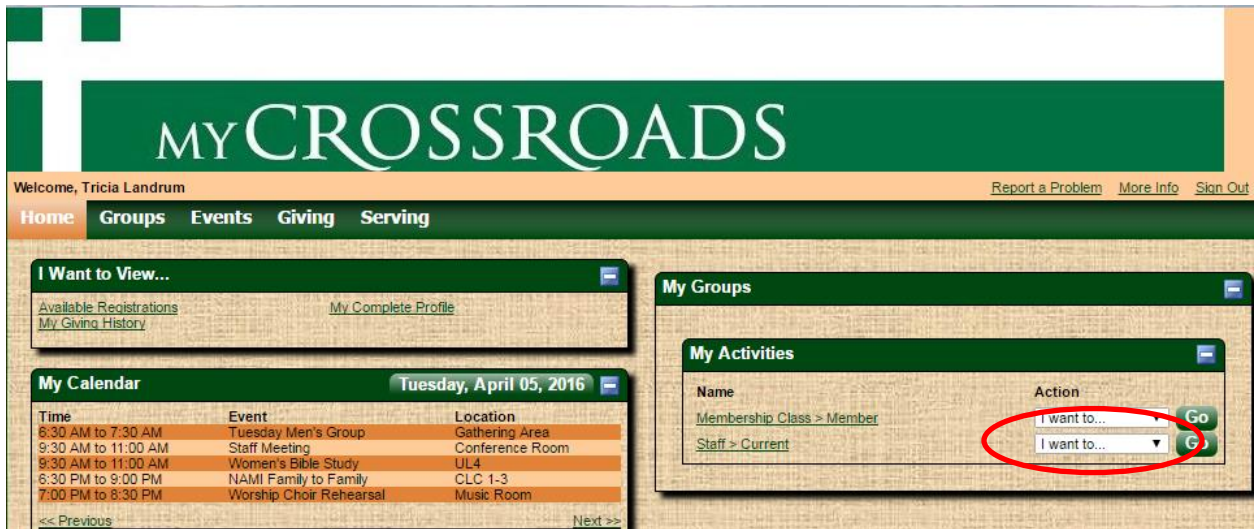 MY CROSSROADS
Welcome, Tricia Landrum
Report a Problem More Info Sign Out
Home Groups Events Giving Serving
I Want to View...
Available Registrations My Complete Profile
My Giving History
My Calendar Tuesday, April 05, 2016
Time Event Location
6:30 AM to 7:30 AM Tuesday Men's Group Gathering Area
9:30 AM to 11:00 AM Staff Meeting Conference Room
9:30 AM to 11:00 AM Women's Bible Study UL4
6:30 PM to 9:00 PM NAMI Family to Family CLC 1-3
7:00 PM to 8:30 PM Worship Choir Rehearsal Music Room
<< Previous Next >>
My Groups
My Activities
Name Action
Membership Class > Member I want to... Go
Staff > Current I want to... Go